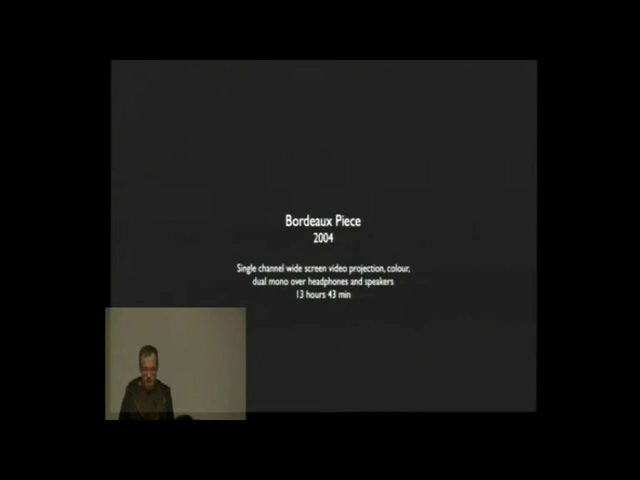 Bordeaux Piece
2004
Single channel wide screen video projection, colour,
dual mono over headphones and speakers
13 hours 43 min